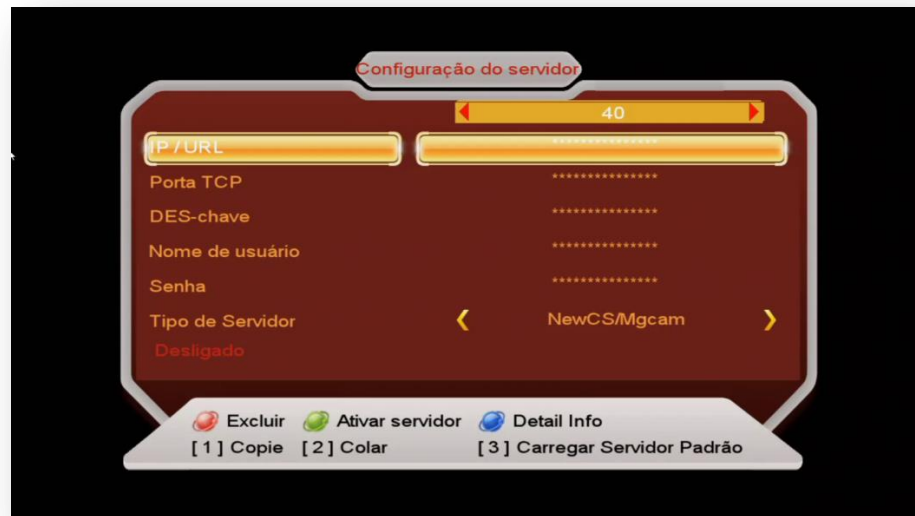 Configuração do servidor
40
IP/URL ***************
Porta TCP ***************
DES-chave ***************
Nome de usuário ***************
Senha ***************
Tipo de Servidor NewCS/Mgcam
Desligado
Excluir Ativar servidor Detail Info
[1] Copie [2] Colar [3] Carregar Servidor Padrão